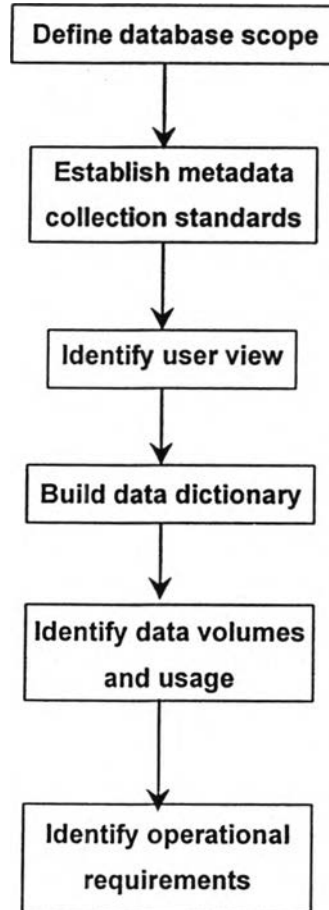 Define database scope
Establish metadata
collection standards
Identify user view
Build data dictionary
Identify data volumes
and usage
Identify operational
requirements